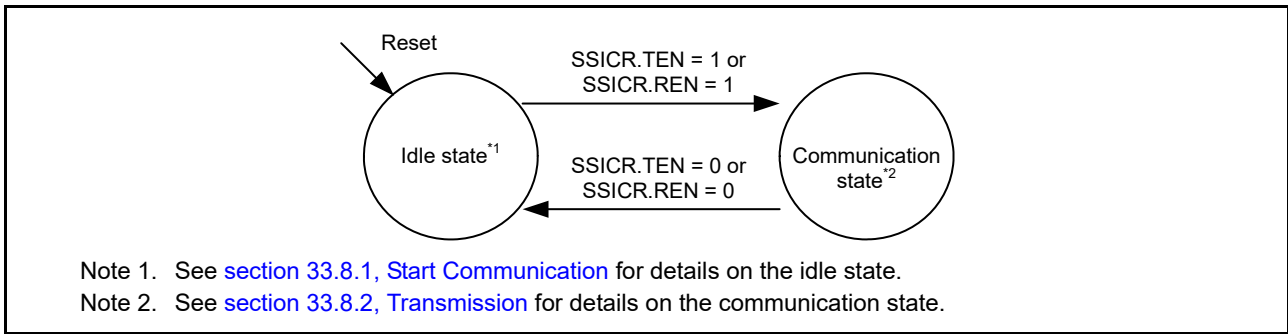 Reset
SSICR.TEN = 1 or
SSICR.REN = 1
Idle state*1
Communication
state*2
SSICR.TEN = 0 or
SSICR.REN = 0
Note 1. See section 33.8.1, Start Communication for details on the idle state.
Note 2. See section 33.8.2, Transmission for details on the communication state.